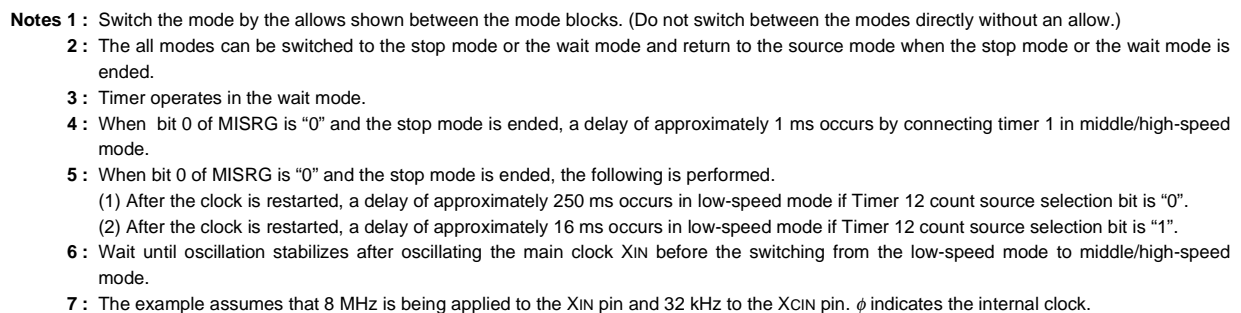 Notes 1 : Switch the mode by the allows shown between the mode blocks. (Do not switch between the modes directly without an allow.)
2 : The all modes can be switched to the stop mode or the wait mode and return to the source mode when the stop mode or the wait mode is
ended.
3 : Timer operates in the wait mode.
4 : When bit 0 of MISRG is “0” and the stop mode is ended, a delay of approximately 1 ms occurs by connecting timer 1 in middle/high-speed
mode.
5 : When bit 0 of MISRG is “0” and the stop mode is ended, the following is performed.
(1) After the clock is restarted, a delay of approximately 250 ms occurs in low-speed mode if Timer 12 count source selection bit is “0”.
(2) After the clock is restarted, a delay of approximately 16 ms occurs in low-speed mode if Timer 12 count source selection bit is “1”.
6 : Wait until oscillation stabilizes after oscillating the main clock XIN before the switching from the low-speed mode to middle/high-speed
mode.
7 : The example assumes that 8 MHz is being applied to the XIN pin and 32 kHz to the XCIN pin. ϕ indicates the internal clock.